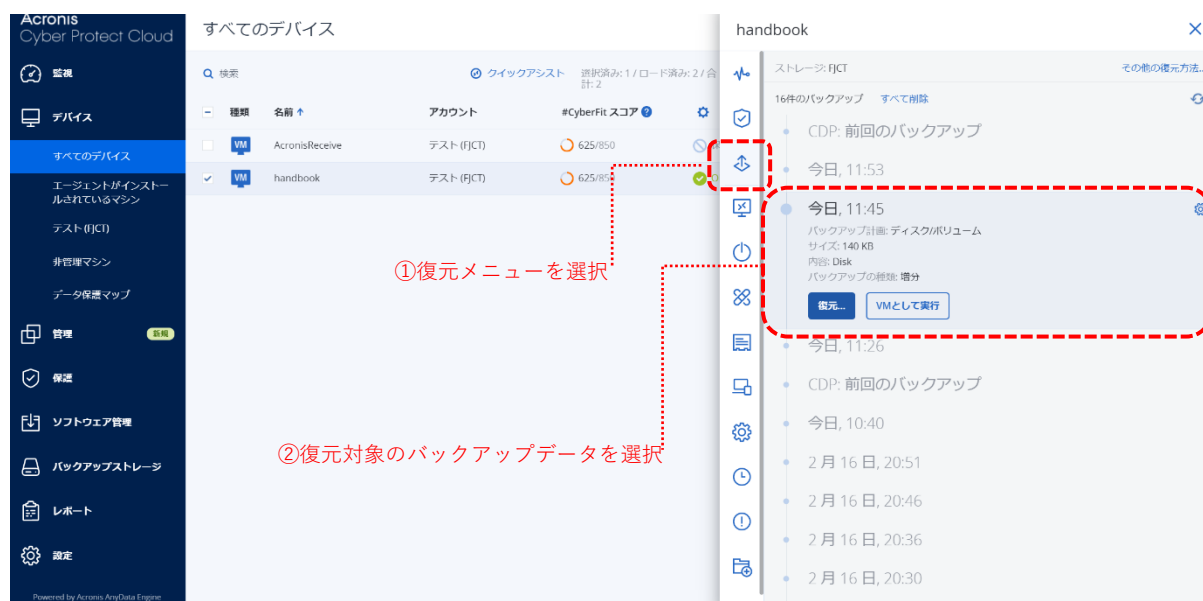 Acronis
Cyber Protect Cloud
監視
デバイス
すべてのデバイス
エージェントがインストー
ルされているマシン
テスト (FJCT)
非管理マシン
データ保護マップ
管理
新規
保護
ソフトウェア管理
バックアップストレージ
レポート
設定
Powered by Acronis AnyData Engine
すべてのデバイス
検索
クイックアシスト
選択済み: 1 / ロード済み: 2 / 合
計: 2
種類 名前 ↑ アカウント #CyberFit スコア
VM AcronisReceive テスト (FJCT) 625/850
VM handbook テスト (FJCT) 625/850
①復元メニューを選択
②復元対象のバックアップデータを選択
handbook
ストレージ: FJCT
その他の復元方法...
16件のバックアップ すべて削除
CDP: 前回のバックアップ
今日, 11:53
今日, 11:45
バックアップ計画: ディスク/ボリューム
サイズ: 140 KB
内容: Disk
バックアップの種類: 増分
復元...
VMとして実行
今日, 11:26
CDP: 前回のバックアップ
今日, 10:40
2 月 16 日, 20:51
2 月 16 日, 20:46
2 月 16 日, 20:36
2 月 16 日, 20:30